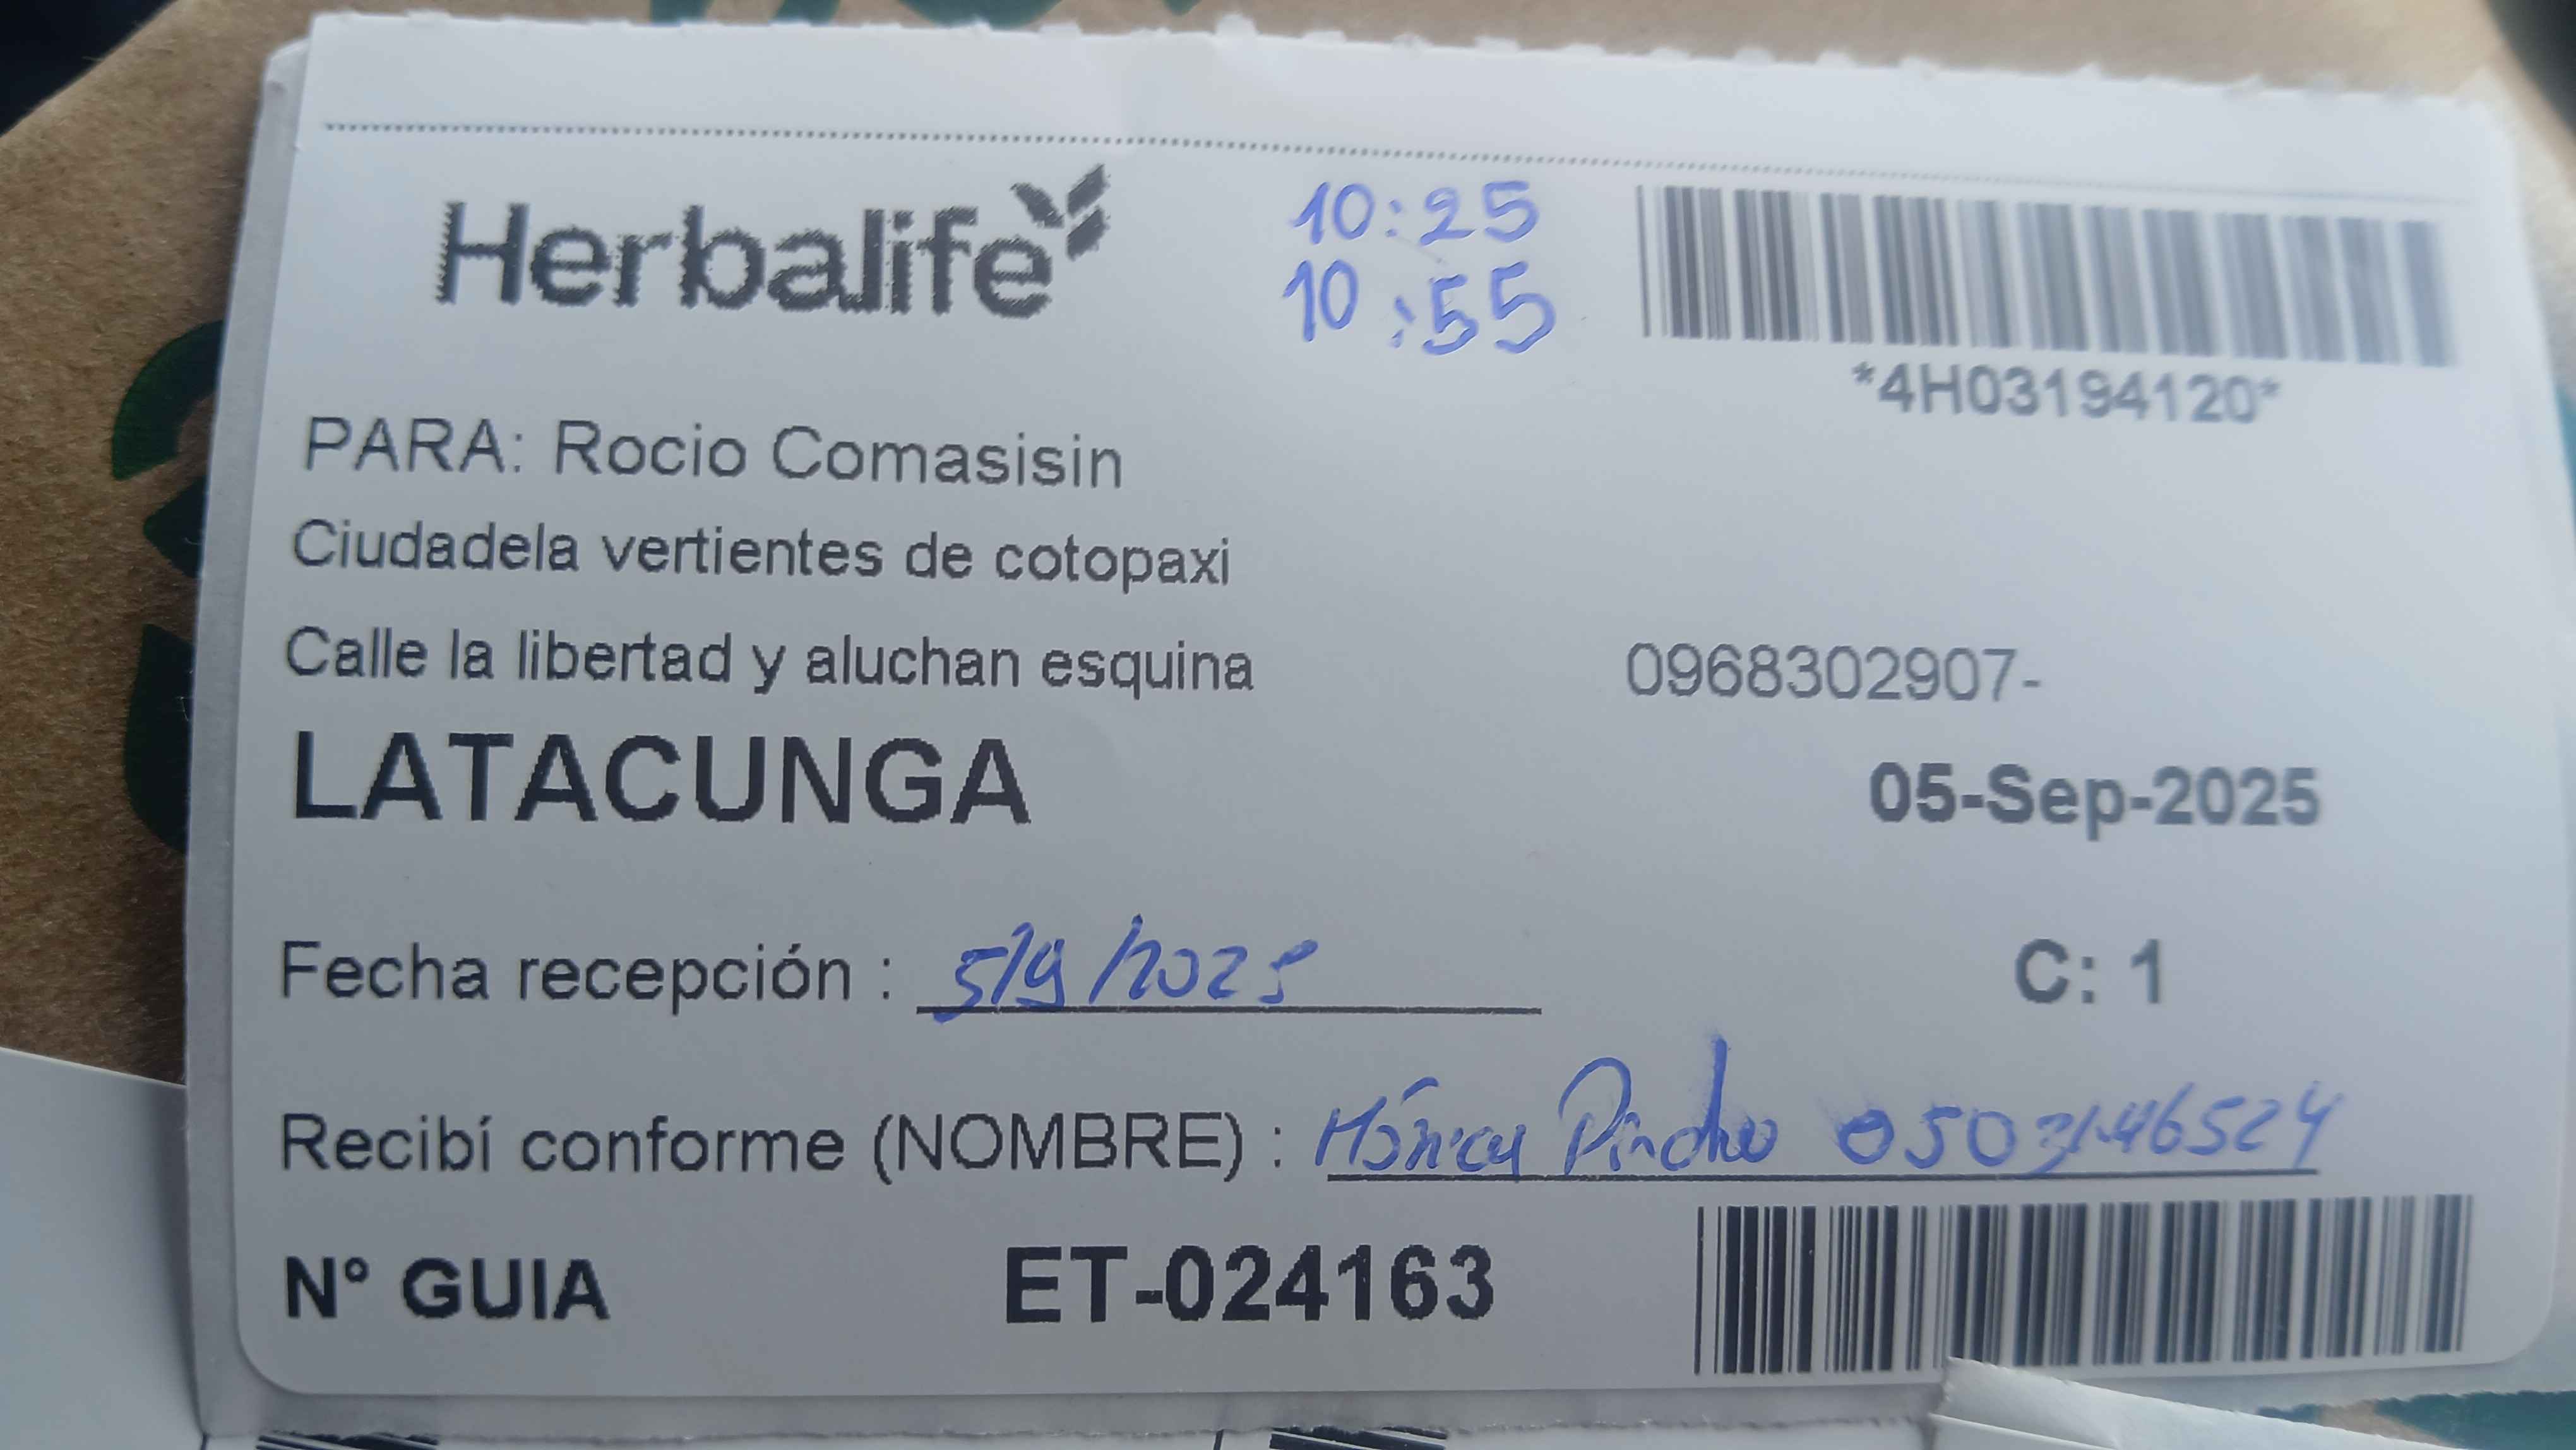 Herbalife
10:25
10:55
*4H03194120*
PARA: Rocio Comasisin
Ciudadela vertientes de cotopaxi
Calle la libertad y aluchan esquina
0968302907-
LATACUNGA
05-Sep-2025
Fecha recepción : 5/9/2025
C: 1
Recibí conforme (NOMBRE) : Mónica 0503146524
N° GUIA ET-024163